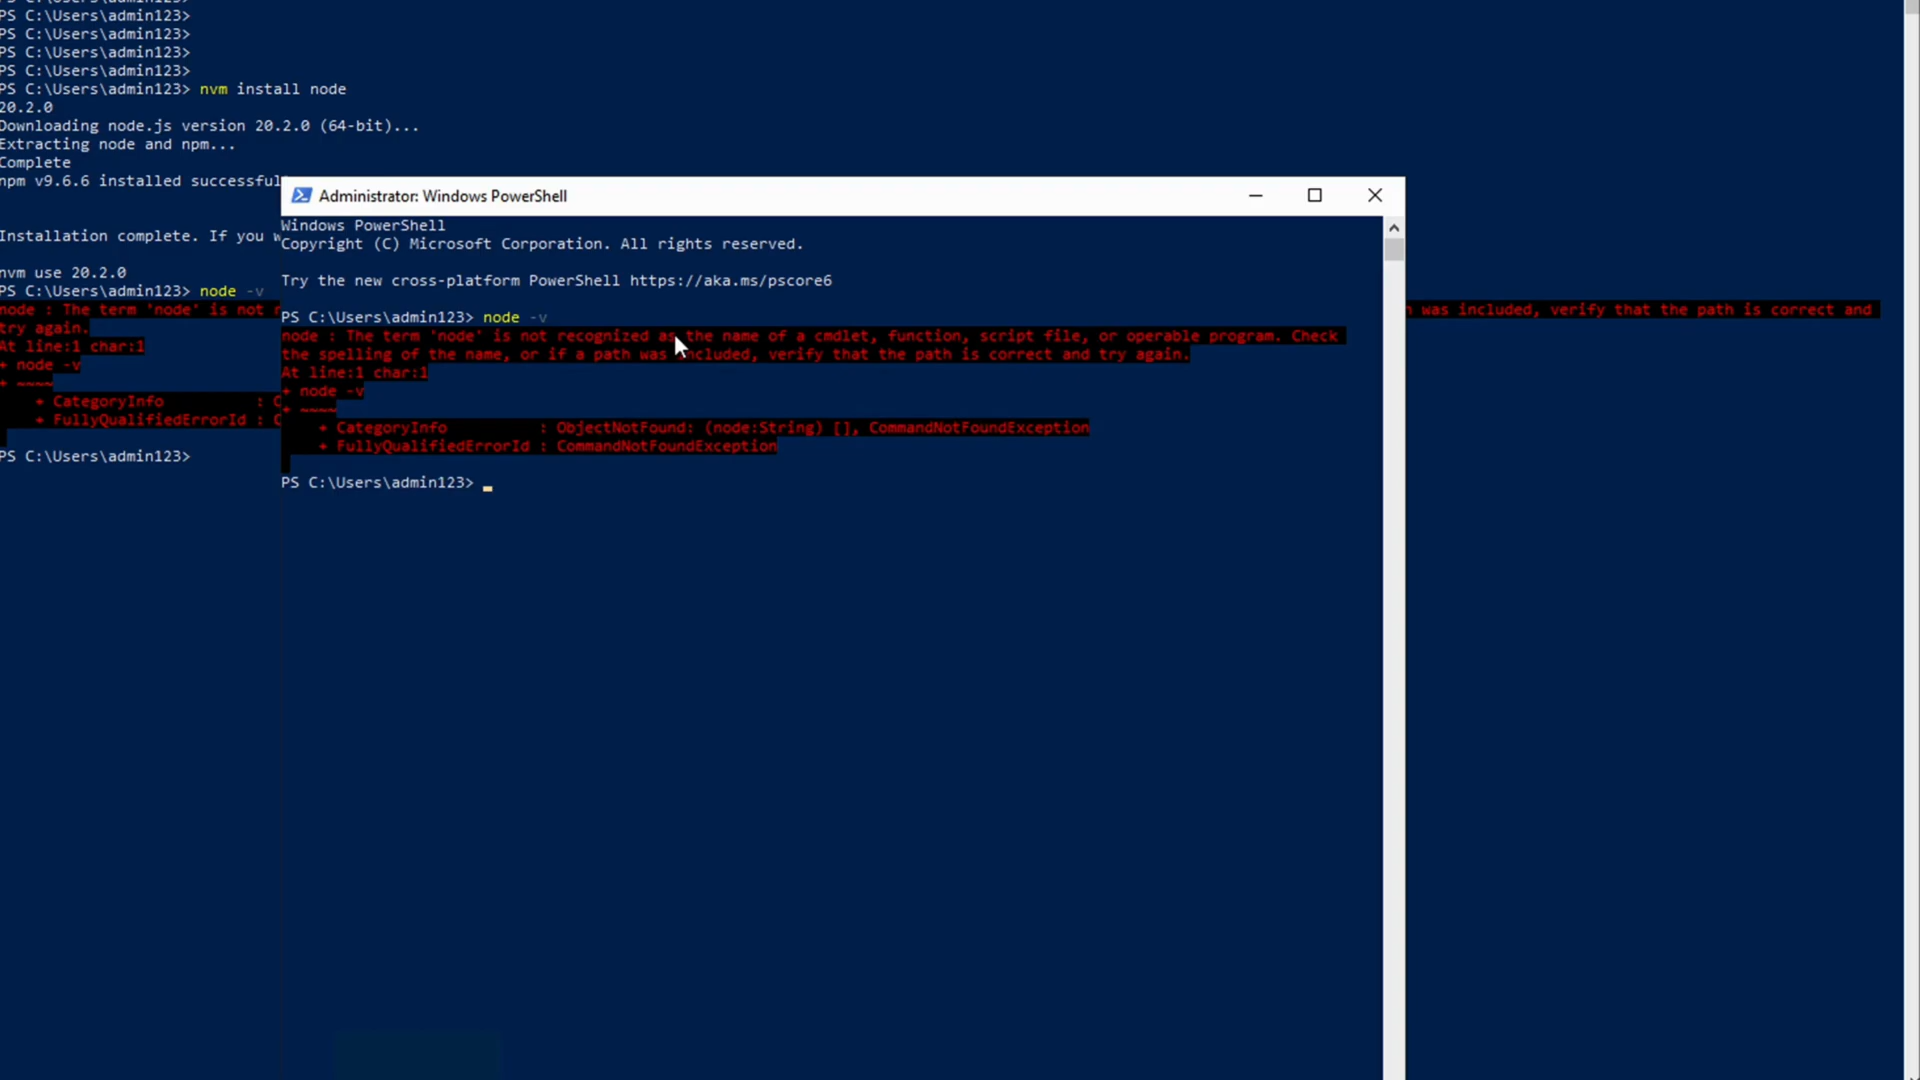 PS C:\Users\admin123>
PS C:\Users\admin123>
PS C:\Users\admin123>
PS C:\Users\admin123>
PS C:\Users\admin123> nvm install node
20.2.0
Downloading node.js version 20.2.0 (64-bit)...
Extracting node and npm...
Complete
npm v9.6.6 installed successful
Installation complete. If you w
nvm use 20.2.0
PS C:\Users\admin123> node -v
node : The term 'node' is not r
n was included, verify that the path is correct and
try again.
At line:1 char:1
+ node -v
+ ~~~~
+ CategoryInfo : C
+ FullyQualifiedErrorId : C
PS C:\Users\admin123>
Administrator: Windows PowerShell
Windows PowerShell
Copyright (C) Microsoft Corporation. All rights reserved.
Try the new cross-platform PowerShell https://aka.ms/pscore6
PS C:\Users\admin123> node -v
node : The term 'node' is not recognized as the name of a cmdlet, function, script file, or operable program. Check
the spelling of the name, or if a path was included, verify that the path is correct and try again.
At line:1 char:1
+ node -v
+ ~~~~
+ CategoryInfo : ObjectNotFound: (node:String) [], CommandNotFoundException
+ FullyQualifiedErrorId : CommandNotFoundException
PS C:\Users\admin123>